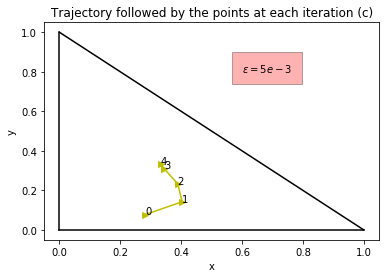 Trajectory followed by the points at each iteration (c)
1.0
0.8
0.6
0.4
0.2
0.0
y
ε = 5e − 3
4
3
2
1
0
0.0 0.2 0.4 0.6 0.8 1.0
x